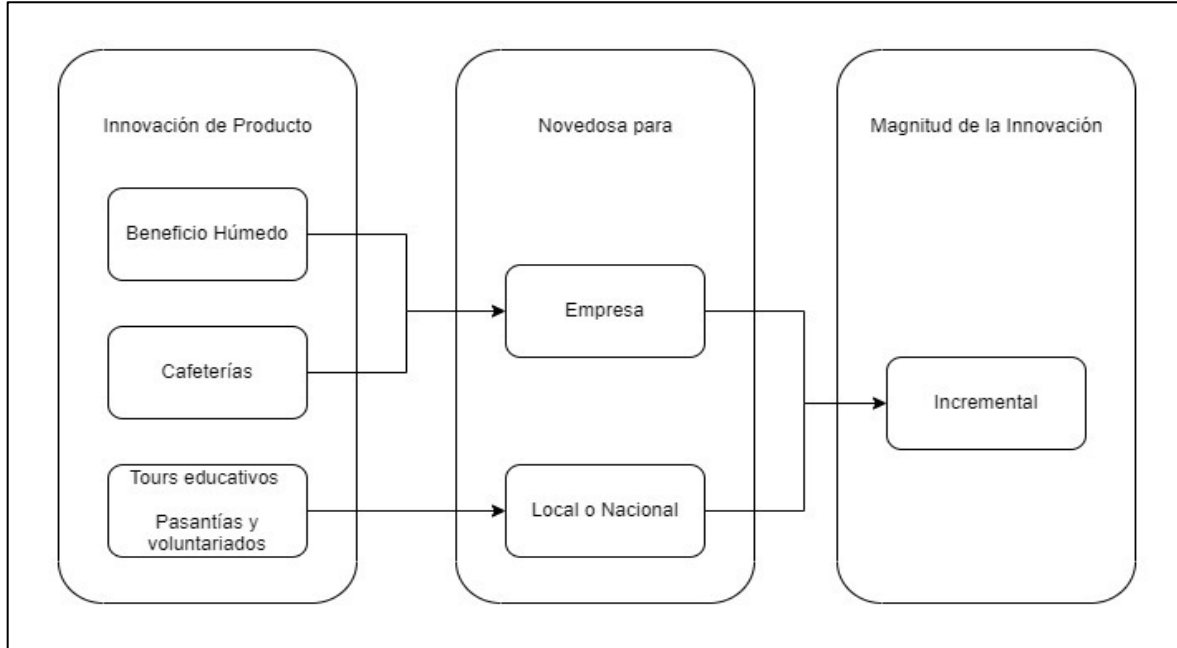 Innovación de Producto
Novedosa para
Magnitud de la Innovación
Beneficio Húmedo
Cafeterías
Tours educativos
Pasantías y
voluntariados
Empresa
Local o Nacional
Incremental